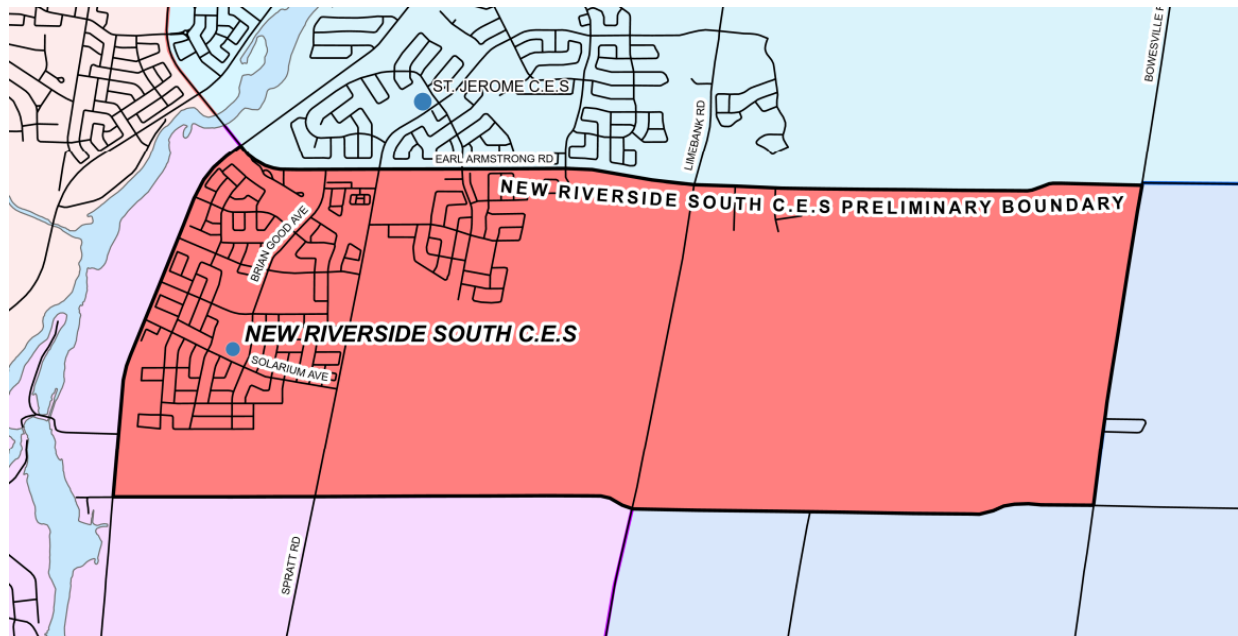 BOWESVILLE R
ST. JEROME C.E.S
LIMEBANK RD
EARL ARMSTRONG RD
NEW RIVERSIDE SOUTH C.E.S PRELIMINARY BOUNDARY
BRIAN GOOD AVE
NEW RIVERSIDE SOUTH C.E.S
SOLARIUM AVE
SPRATT RD